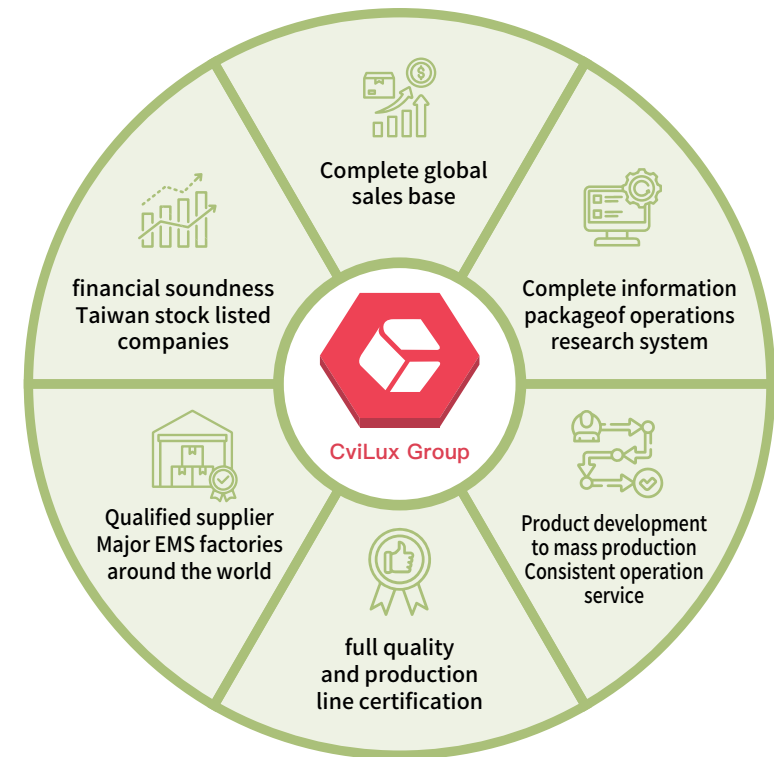 Complete global
sales base
financial soundness
Taiwan stock listed
companies
Complete information
packageof operations
research system
CviLux Group
Qualified supplier
Major EMS factories
around the world
Product development
to mass production
Consistent operation
service
full quality
and production
line certification